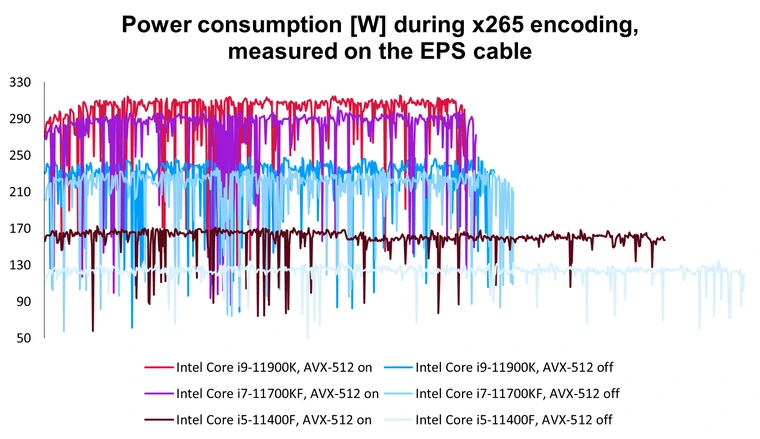 Power consumption [W] during x265 encoding,
measured on the EPS cable
330
290
250
210
170
130
90
50
Intel Core i9-11900K, AVX-512 on
Intel Core i9-11900K, AVX-512 off
Intel Core i7-11700KF, AVX-512 on
Intel Core i7-11700KF, AVX-512 off
Intel Core i5-11400F, AVX-512 on
Intel Core i5-11400F, AVX-512 off